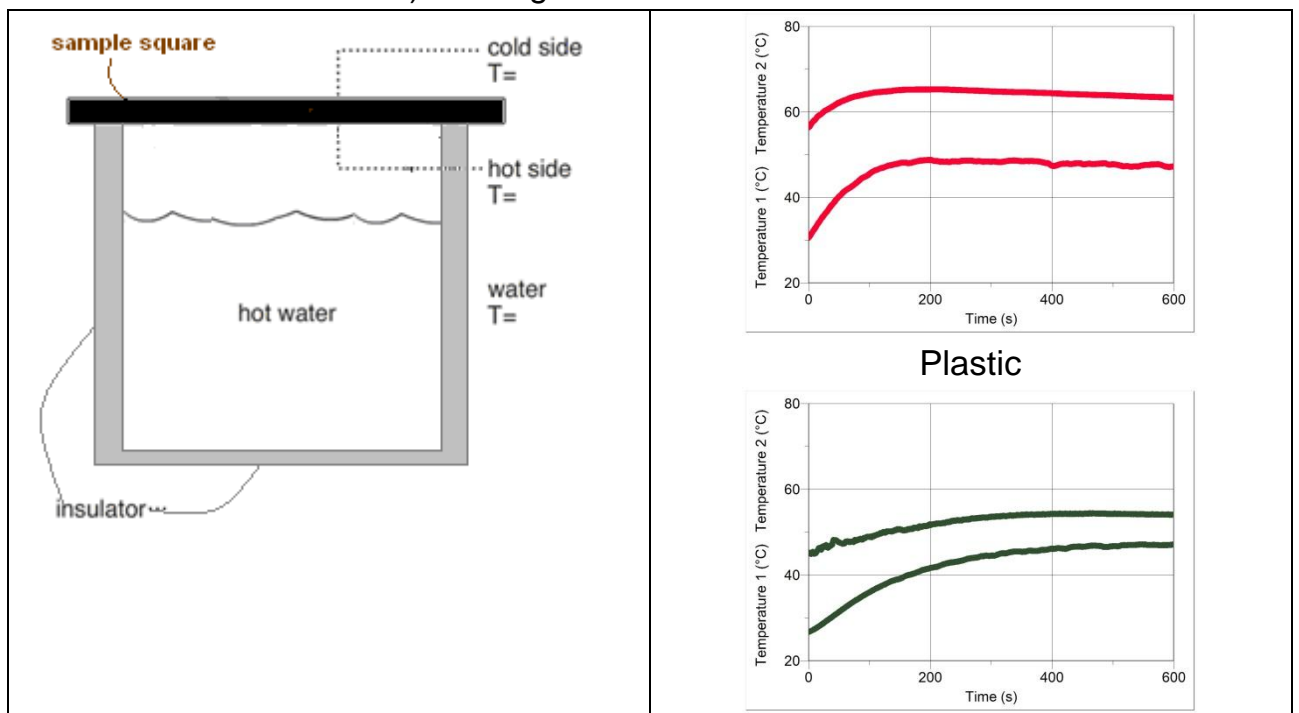 sample square
cold side
T=
hot side
T=
hot water
water
T=
insulator
80
60
40
20
Temperature 1 (°C) Temperature 2 (°C)
0 200 400 600
Time (s)
Plastic
80
60
40
20
Temperature 1 (°C) Temperature 2 (°C)
0 200 400 600
Time (s)